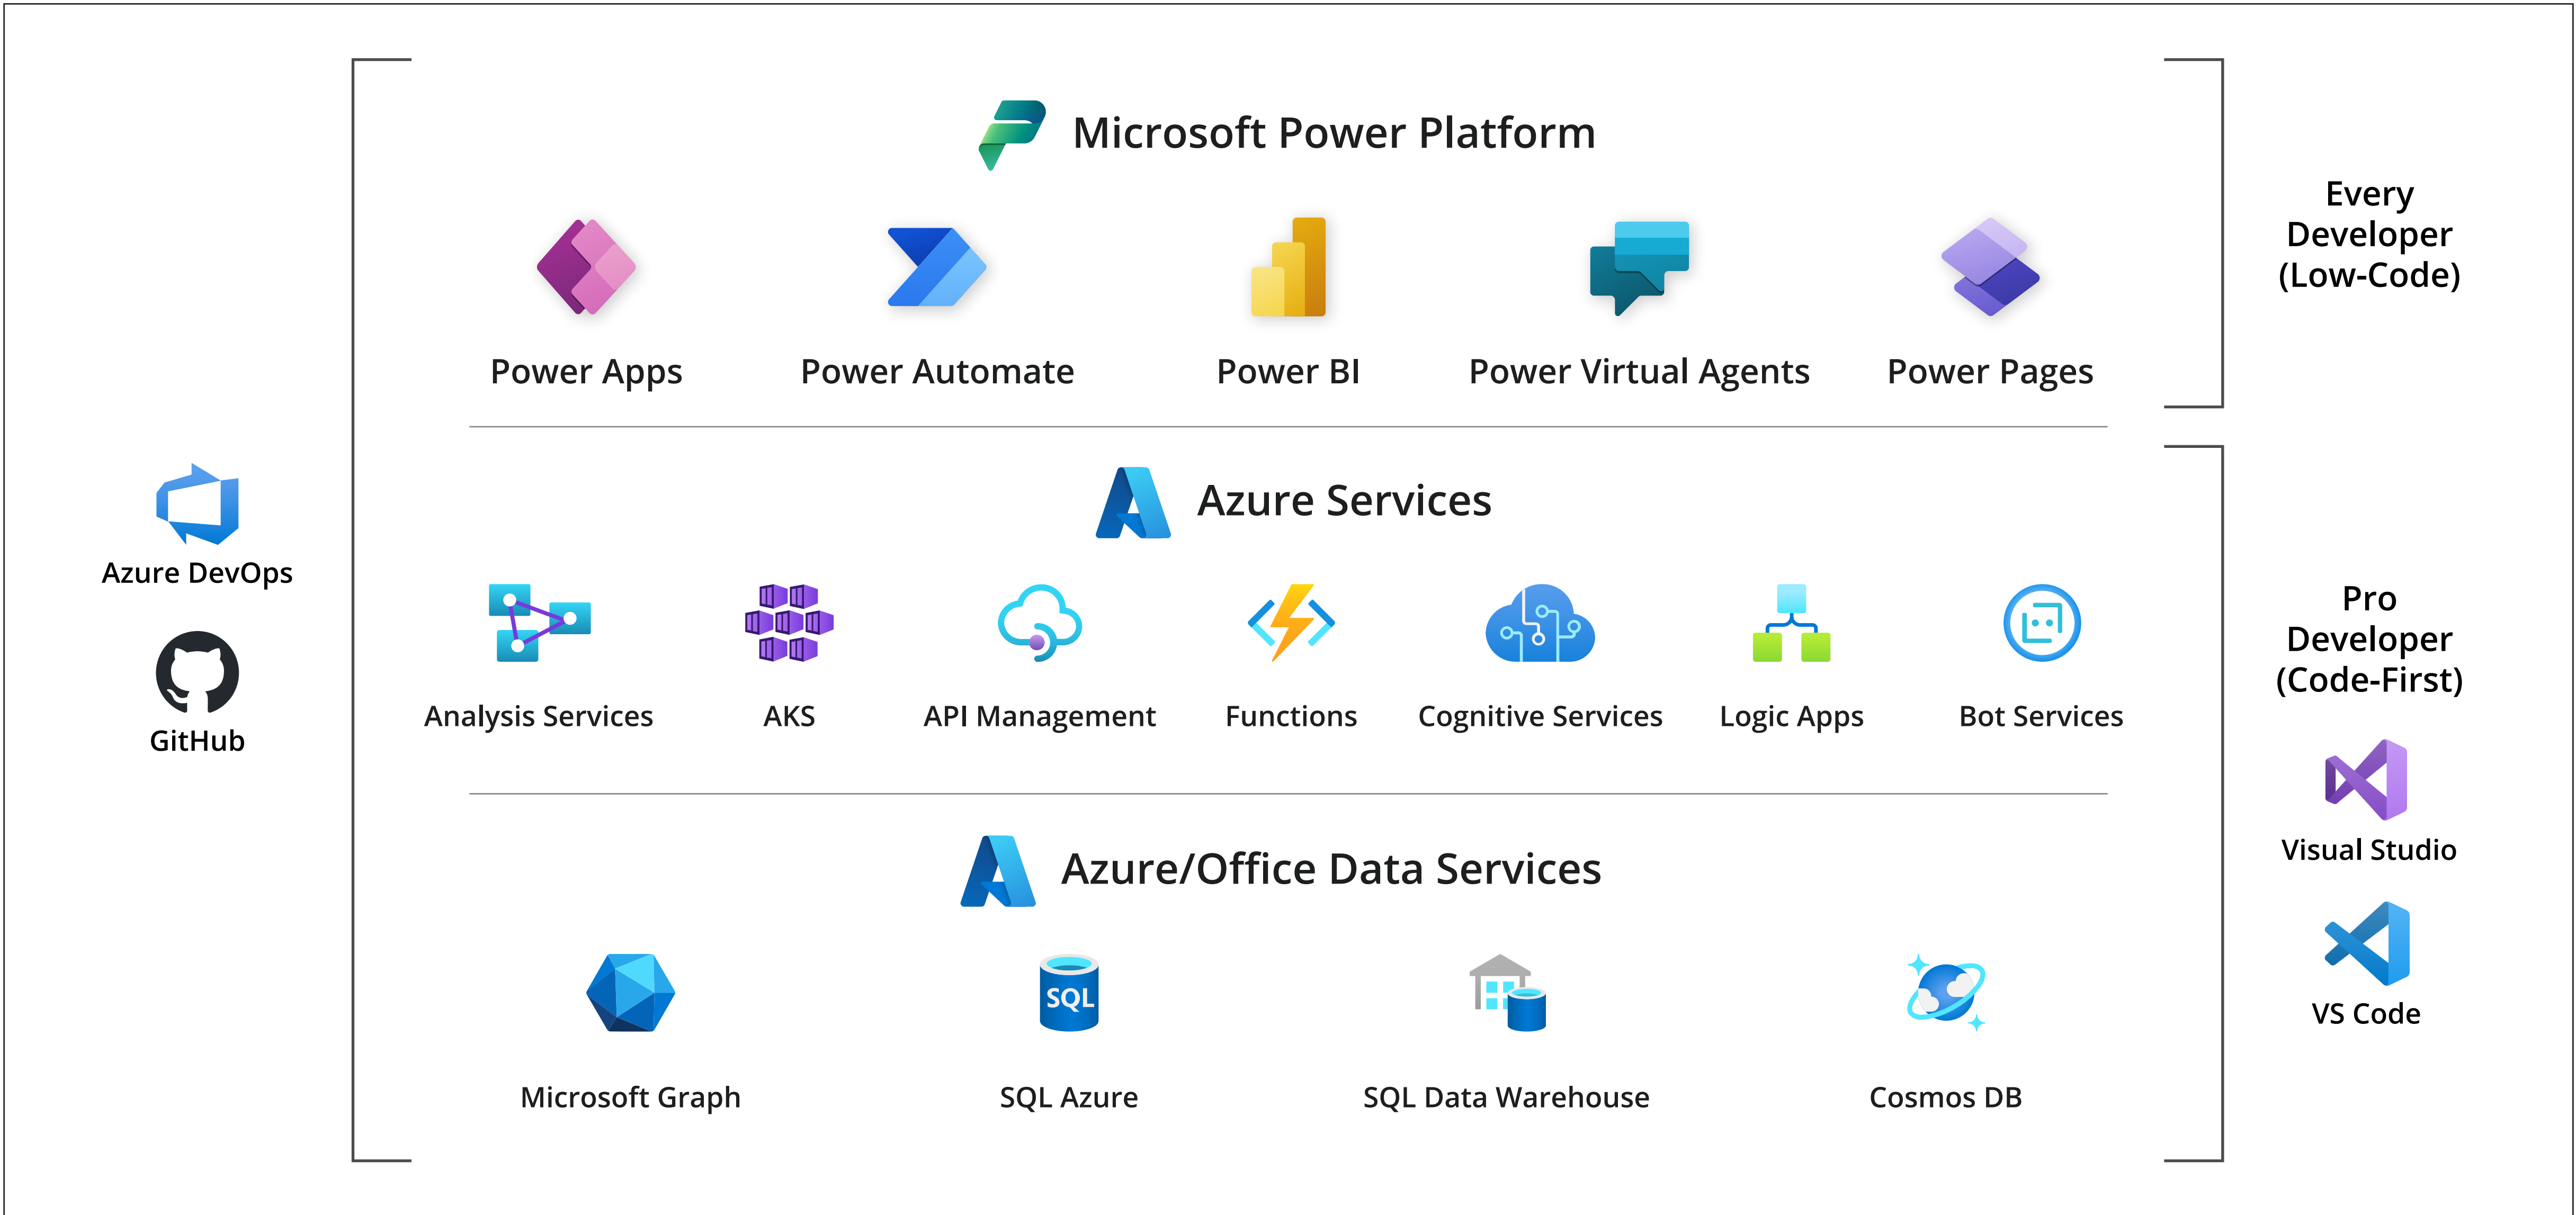 Microsoft Power Platform
Power Apps
Power Automate
Power BI
Power Virtual Agents
Power Pages
Every
Developer
(Low-Code)
Azure DevOps
GitHub
Azure Services
Analysis Services
AKS
API Management
Functions
Cognitive Services
Logic Apps
Bot Services
Pro
Developer
(Code-First)
Visual Studio
VS Code
Azure/Office Data Services
Microsoft Graph
SQL
SQL Azure
SQL Data Warehouse
Cosmos DB